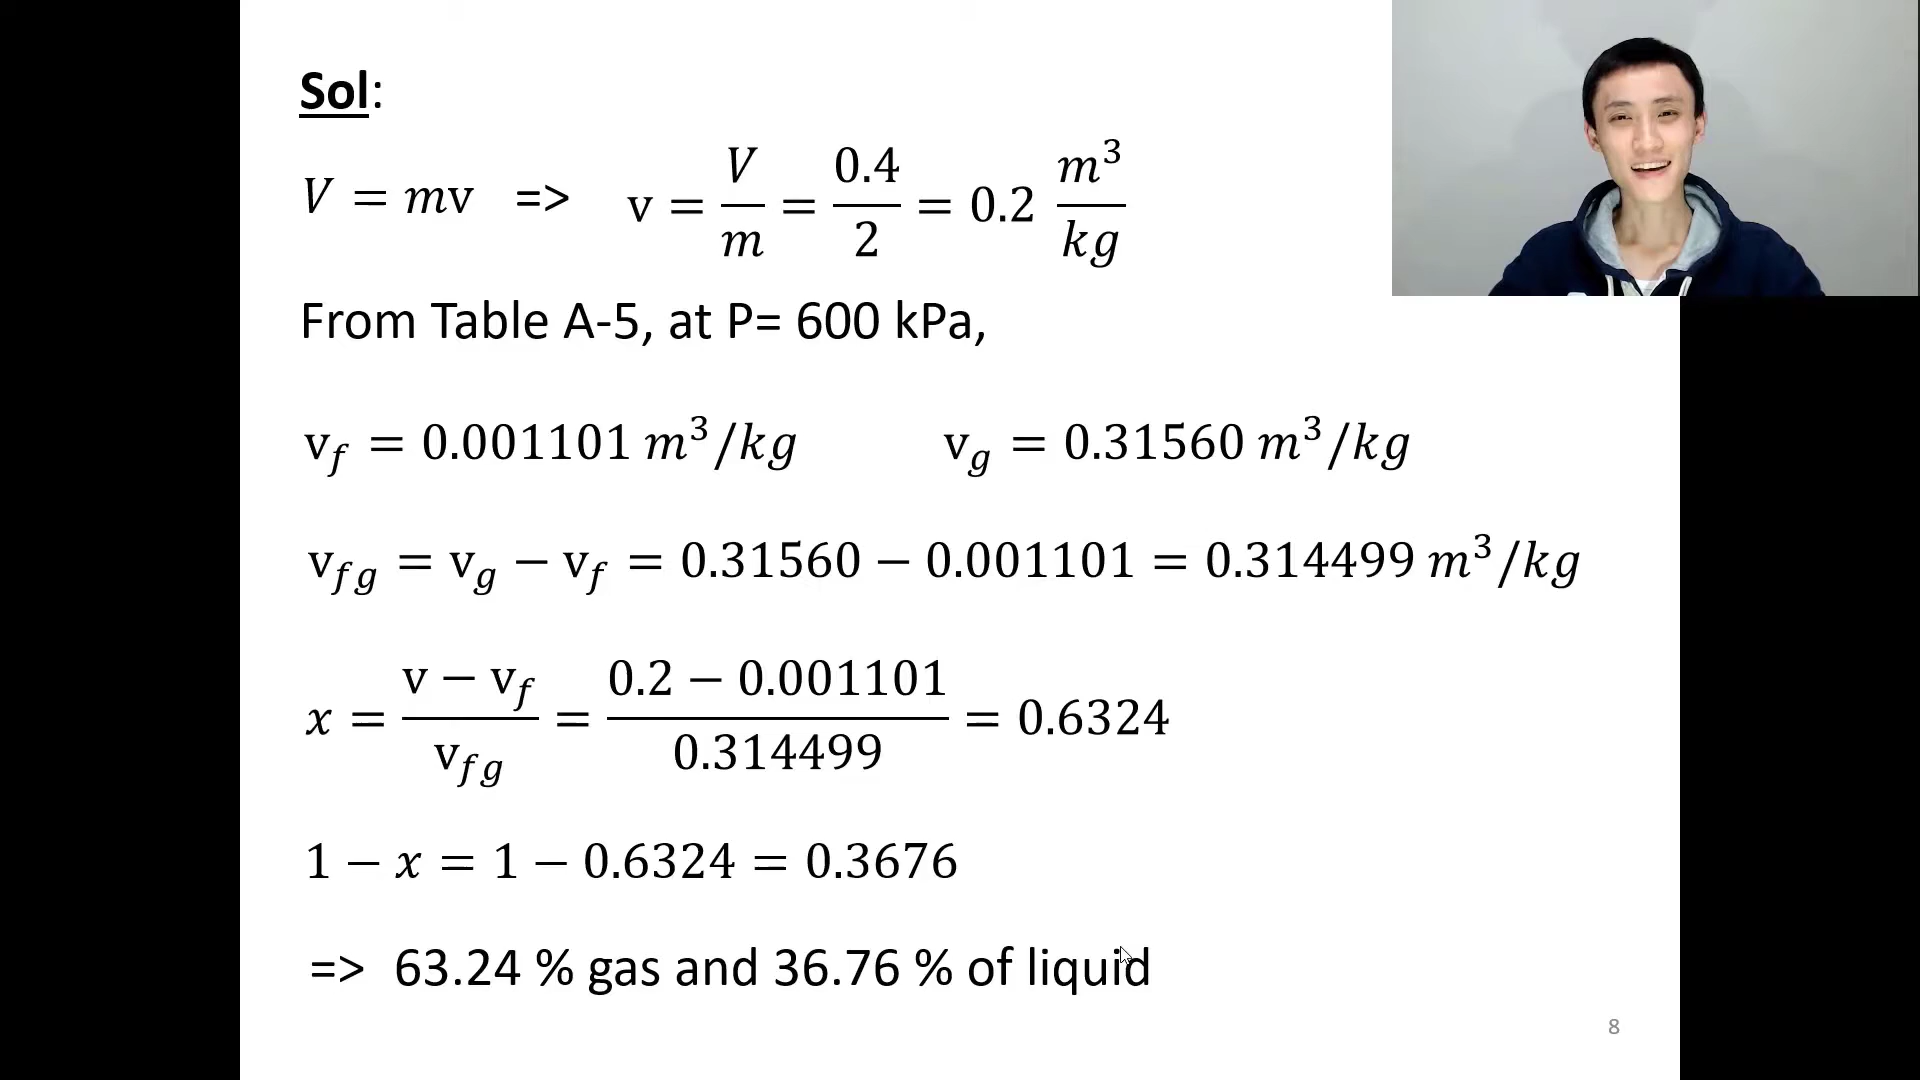 Sol:
V = mv => v = V/m = 0.4/2 = 0.2 m³/kg
From Table A-5, at P= 600 kPa,
v_f = 0.001101 m³/kg v_g = 0.31560 m³/kg
v_fg = v_g − v_f = 0.31560 − 0.001101 = 0.314499 m³/kg
x = (v − v_f)/v_fg = (0.2 − 0.001101)/0.314499 = 0.6324
1 − x = 1 − 0.6324 = 0.3676
=> 63.24 % gas and 36.76 % of liquid
8